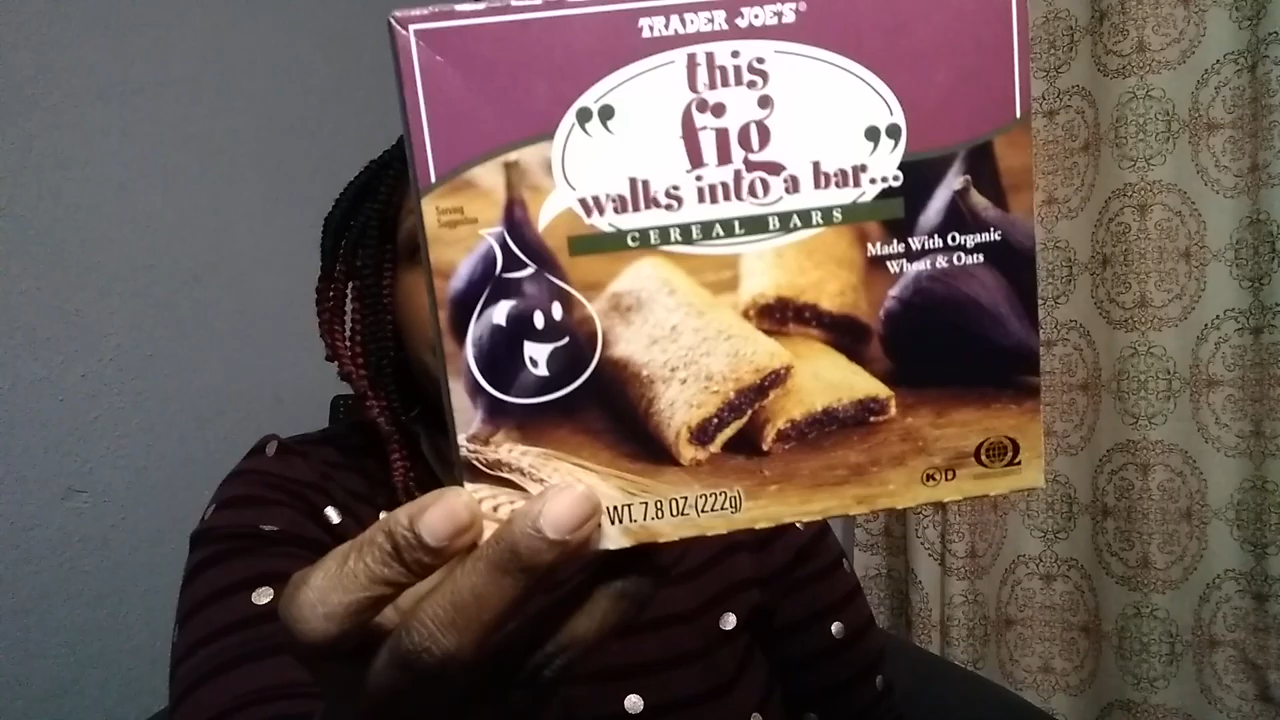 TRADER JOE'S®
" this "
fig
walks into a bar...
CEREAL BARS
Serving
Suggestion
Made With Organic
Wheat & Oats
K D
WT. 7.8 OZ (222g)